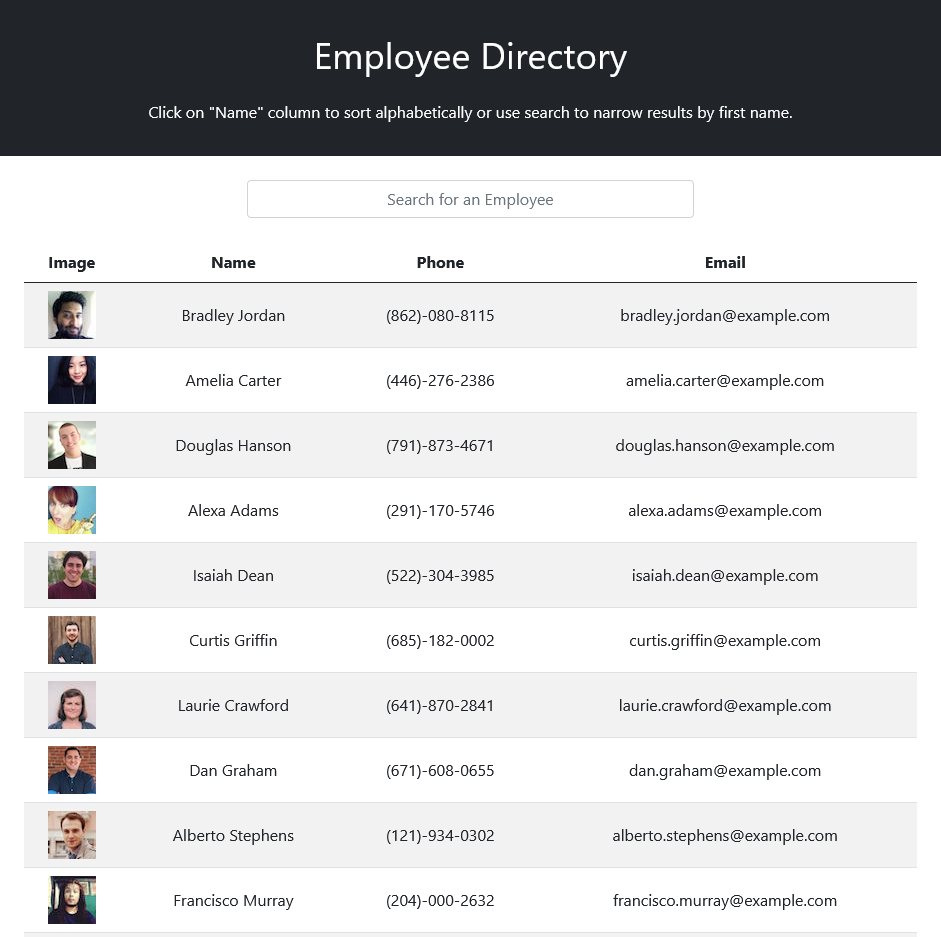 Employee Directory
Click on "Name" column to sort alphabetically or use search to narrow results by first name.
Search for an Employee
Image Name Phone Email
Bradley Jordan (862)-080-8115 bradley.jordan@example.com
Amelia Carter (446)-276-2386 amelia.carter@example.com
Douglas Hanson (791)-873-4671 douglas.hanson@example.com
Alexa Adams (291)-170-5746 alexa.adams@example.com
Isaiah Dean (522)-304-3985 isaiah.dean@example.com
Curtis Griffin (685)-182-0002 curtis.griffin@example.com
Laurie Crawford (641)-870-2841 laurie.crawford@example.com
Dan Graham (671)-608-0655 dan.graham@example.com
Alberto Stephens (121)-934-0302 alberto.stephens@example.com
Francisco Murray (204)-000-2632 francisco.murray@example.com